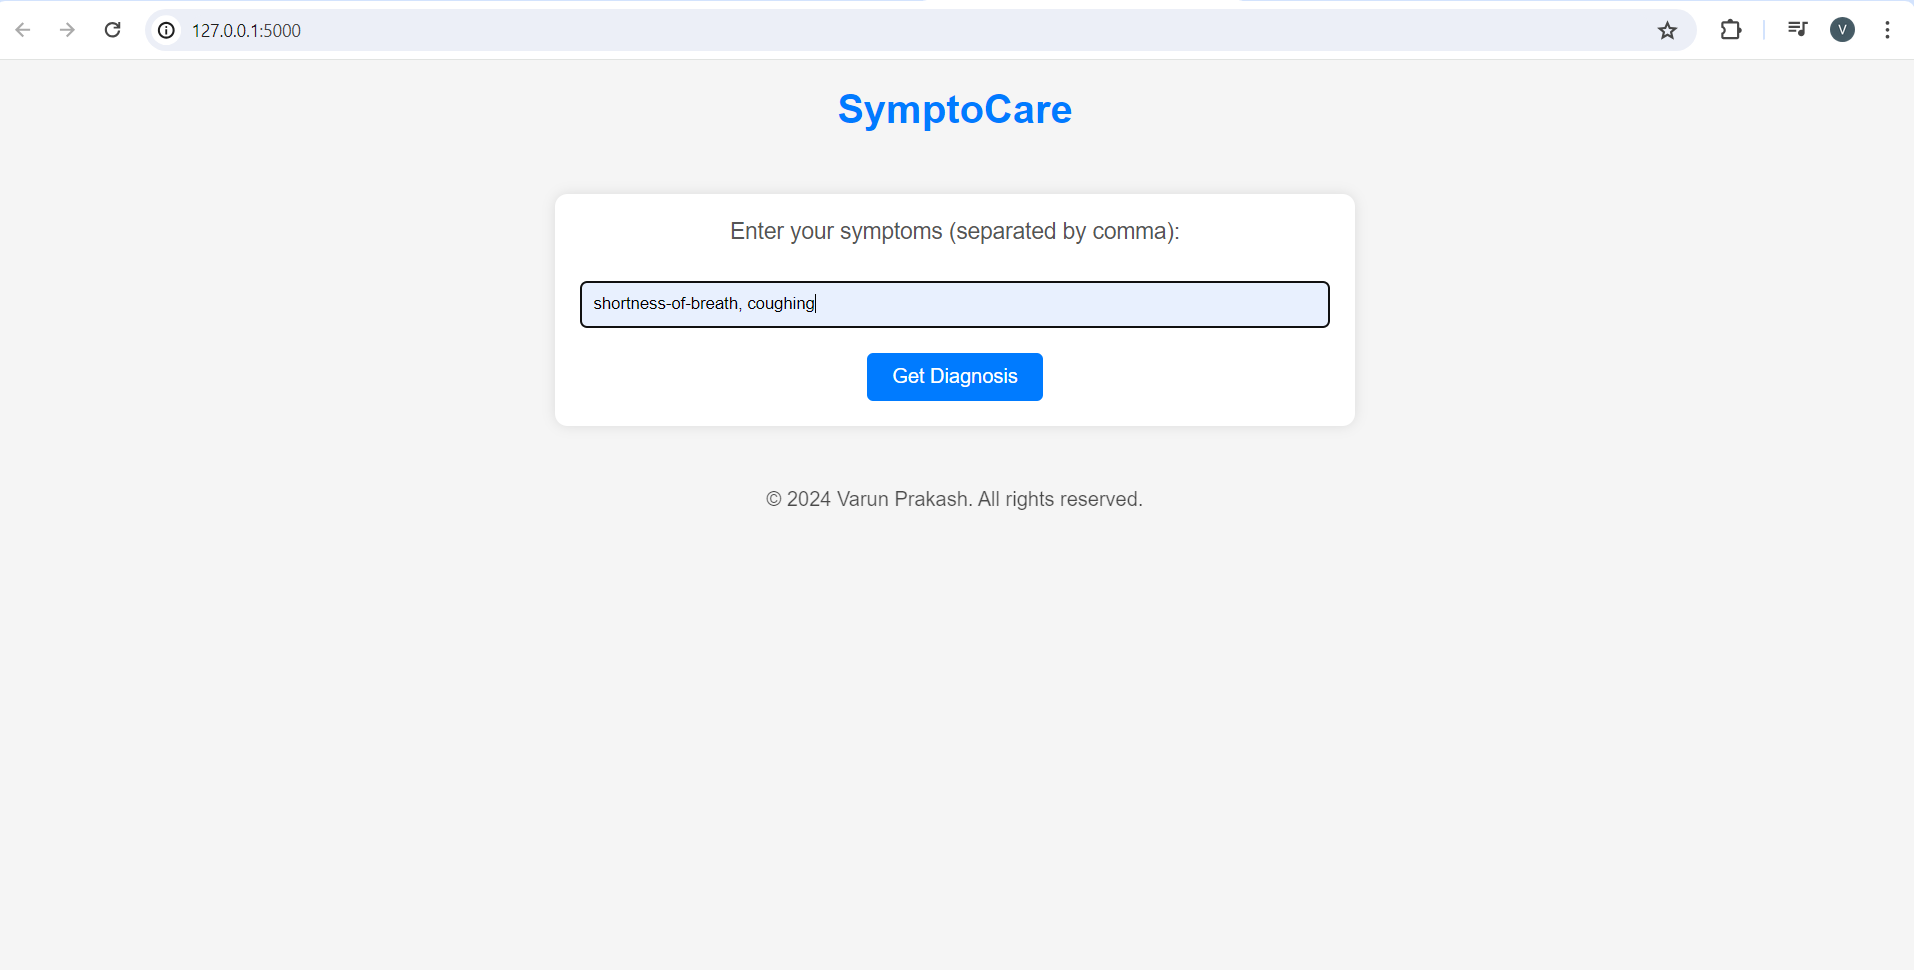 127.0.0.1:5000
V
SymptoCare
Enter your symptoms (separated by comma):
shortness-of-breath, coughing
Get Diagnosis
© 2024 Varun Prakash. All rights reserved.